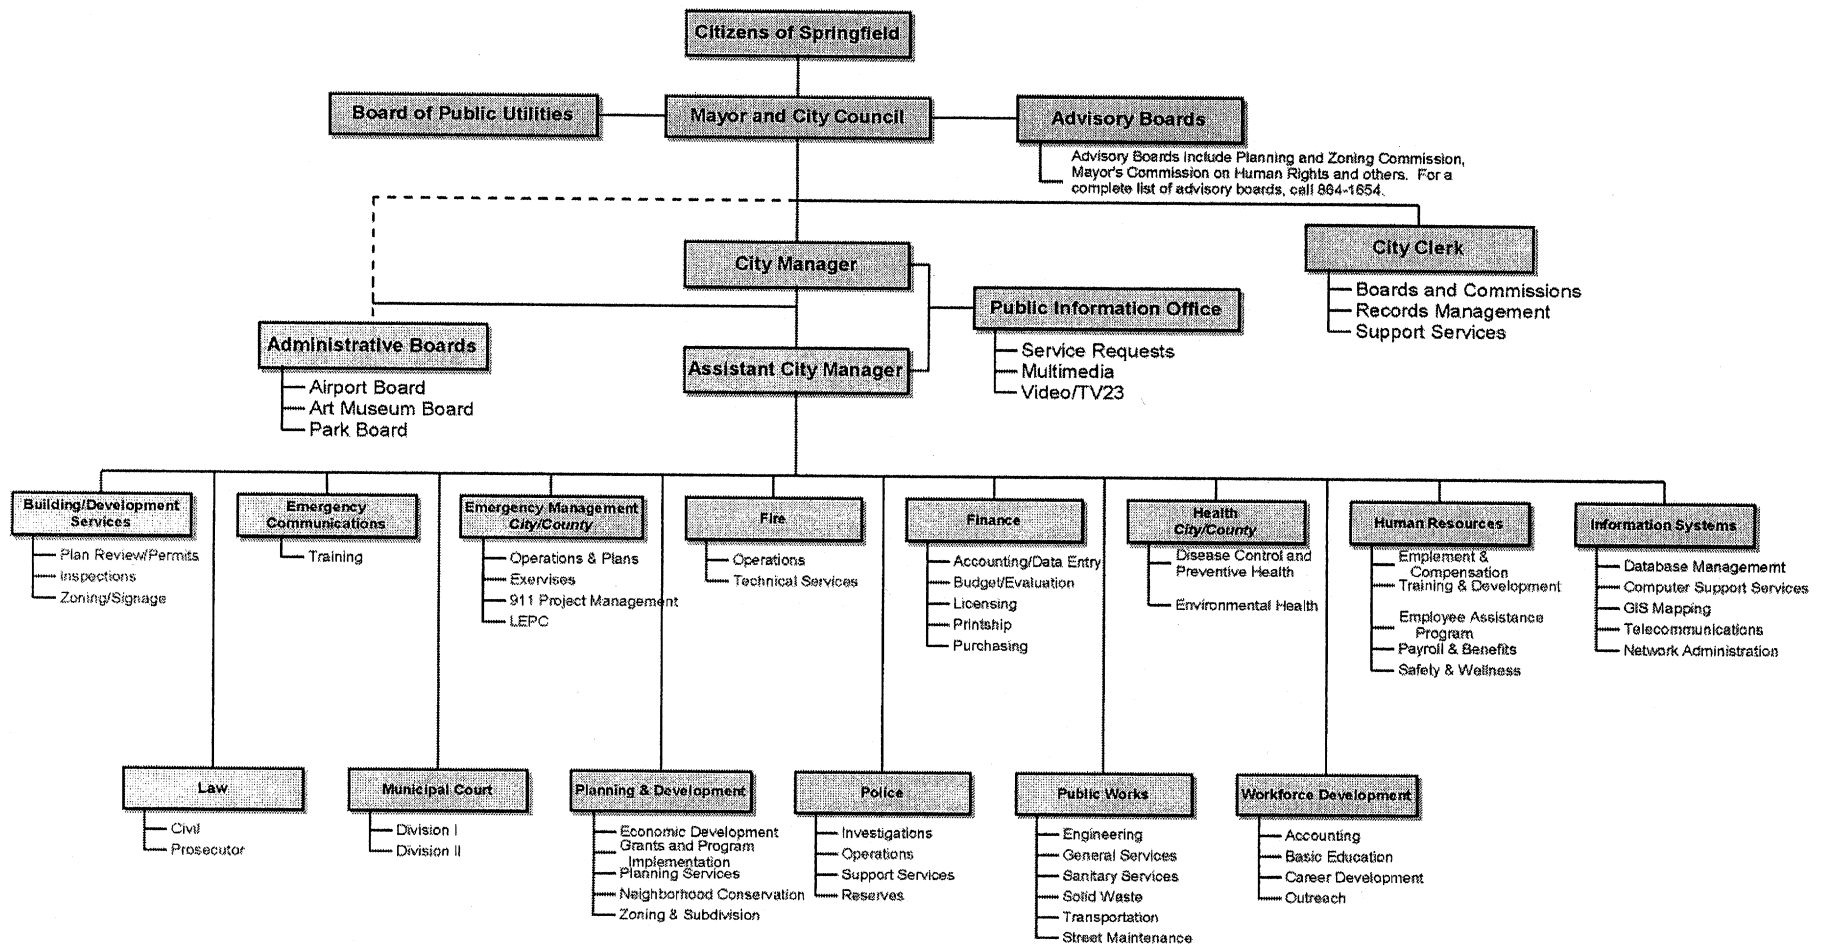 Citizens of Springfield
Board of Public Utilities
Mayor and City Council
Advisory Boards
Advisory Boards include Planning and Zoning Commission,
Mayor's Commission on Human Rights and others. For a
complete list of advisory boards, call 864-1654.
City Manager
City Clerk
Boards and Commissions
Records Management
Support Services
Public Information Office
Service Requests
Multimedia
Video/TV23
Administrative Boards
Airport Board
Art Museum Board
Park Board
Assistant City Manager
Building/Development
Services
Plan Review/Permits
Inspections
Zoning/Signage
Emergency
Communications
Training
Emergency Management
City/County
Operations & Plans
Exercises
911 Project Management
LEPC
Fire
Operations
Technical Services
Finance
Accounting/Data Entry
Budget/Evaluation
Licensing
Printship
Purchasing
Health
City/County
Disease Control and
Preventive Health
Environmental Health
Human Resources
Emplement &
Compensation
Training & Development
Employee Assistance
Program
Payroll & Benefits
Safety & Wellness
Information Systems
Database Managememt
Computer Support Services
GIS Mapping
Telecommunications
Network Administration
Law
Civil
Prosecutor
Municipal Court
Division I
Division II
Planning & Development
Economic Development
Grants and Program
Implementation
Planning Services
Neighborhood Conservation
Zoning & Subdivision
Police
Investigations
Operations
Support Services
Reserves
Public Works
Engineering
General Services
Sanitary Services
Solid Waste
Transportation
Street Maintenance
Workforce Development
Accounting
Basic Education
Career Development
Outreach